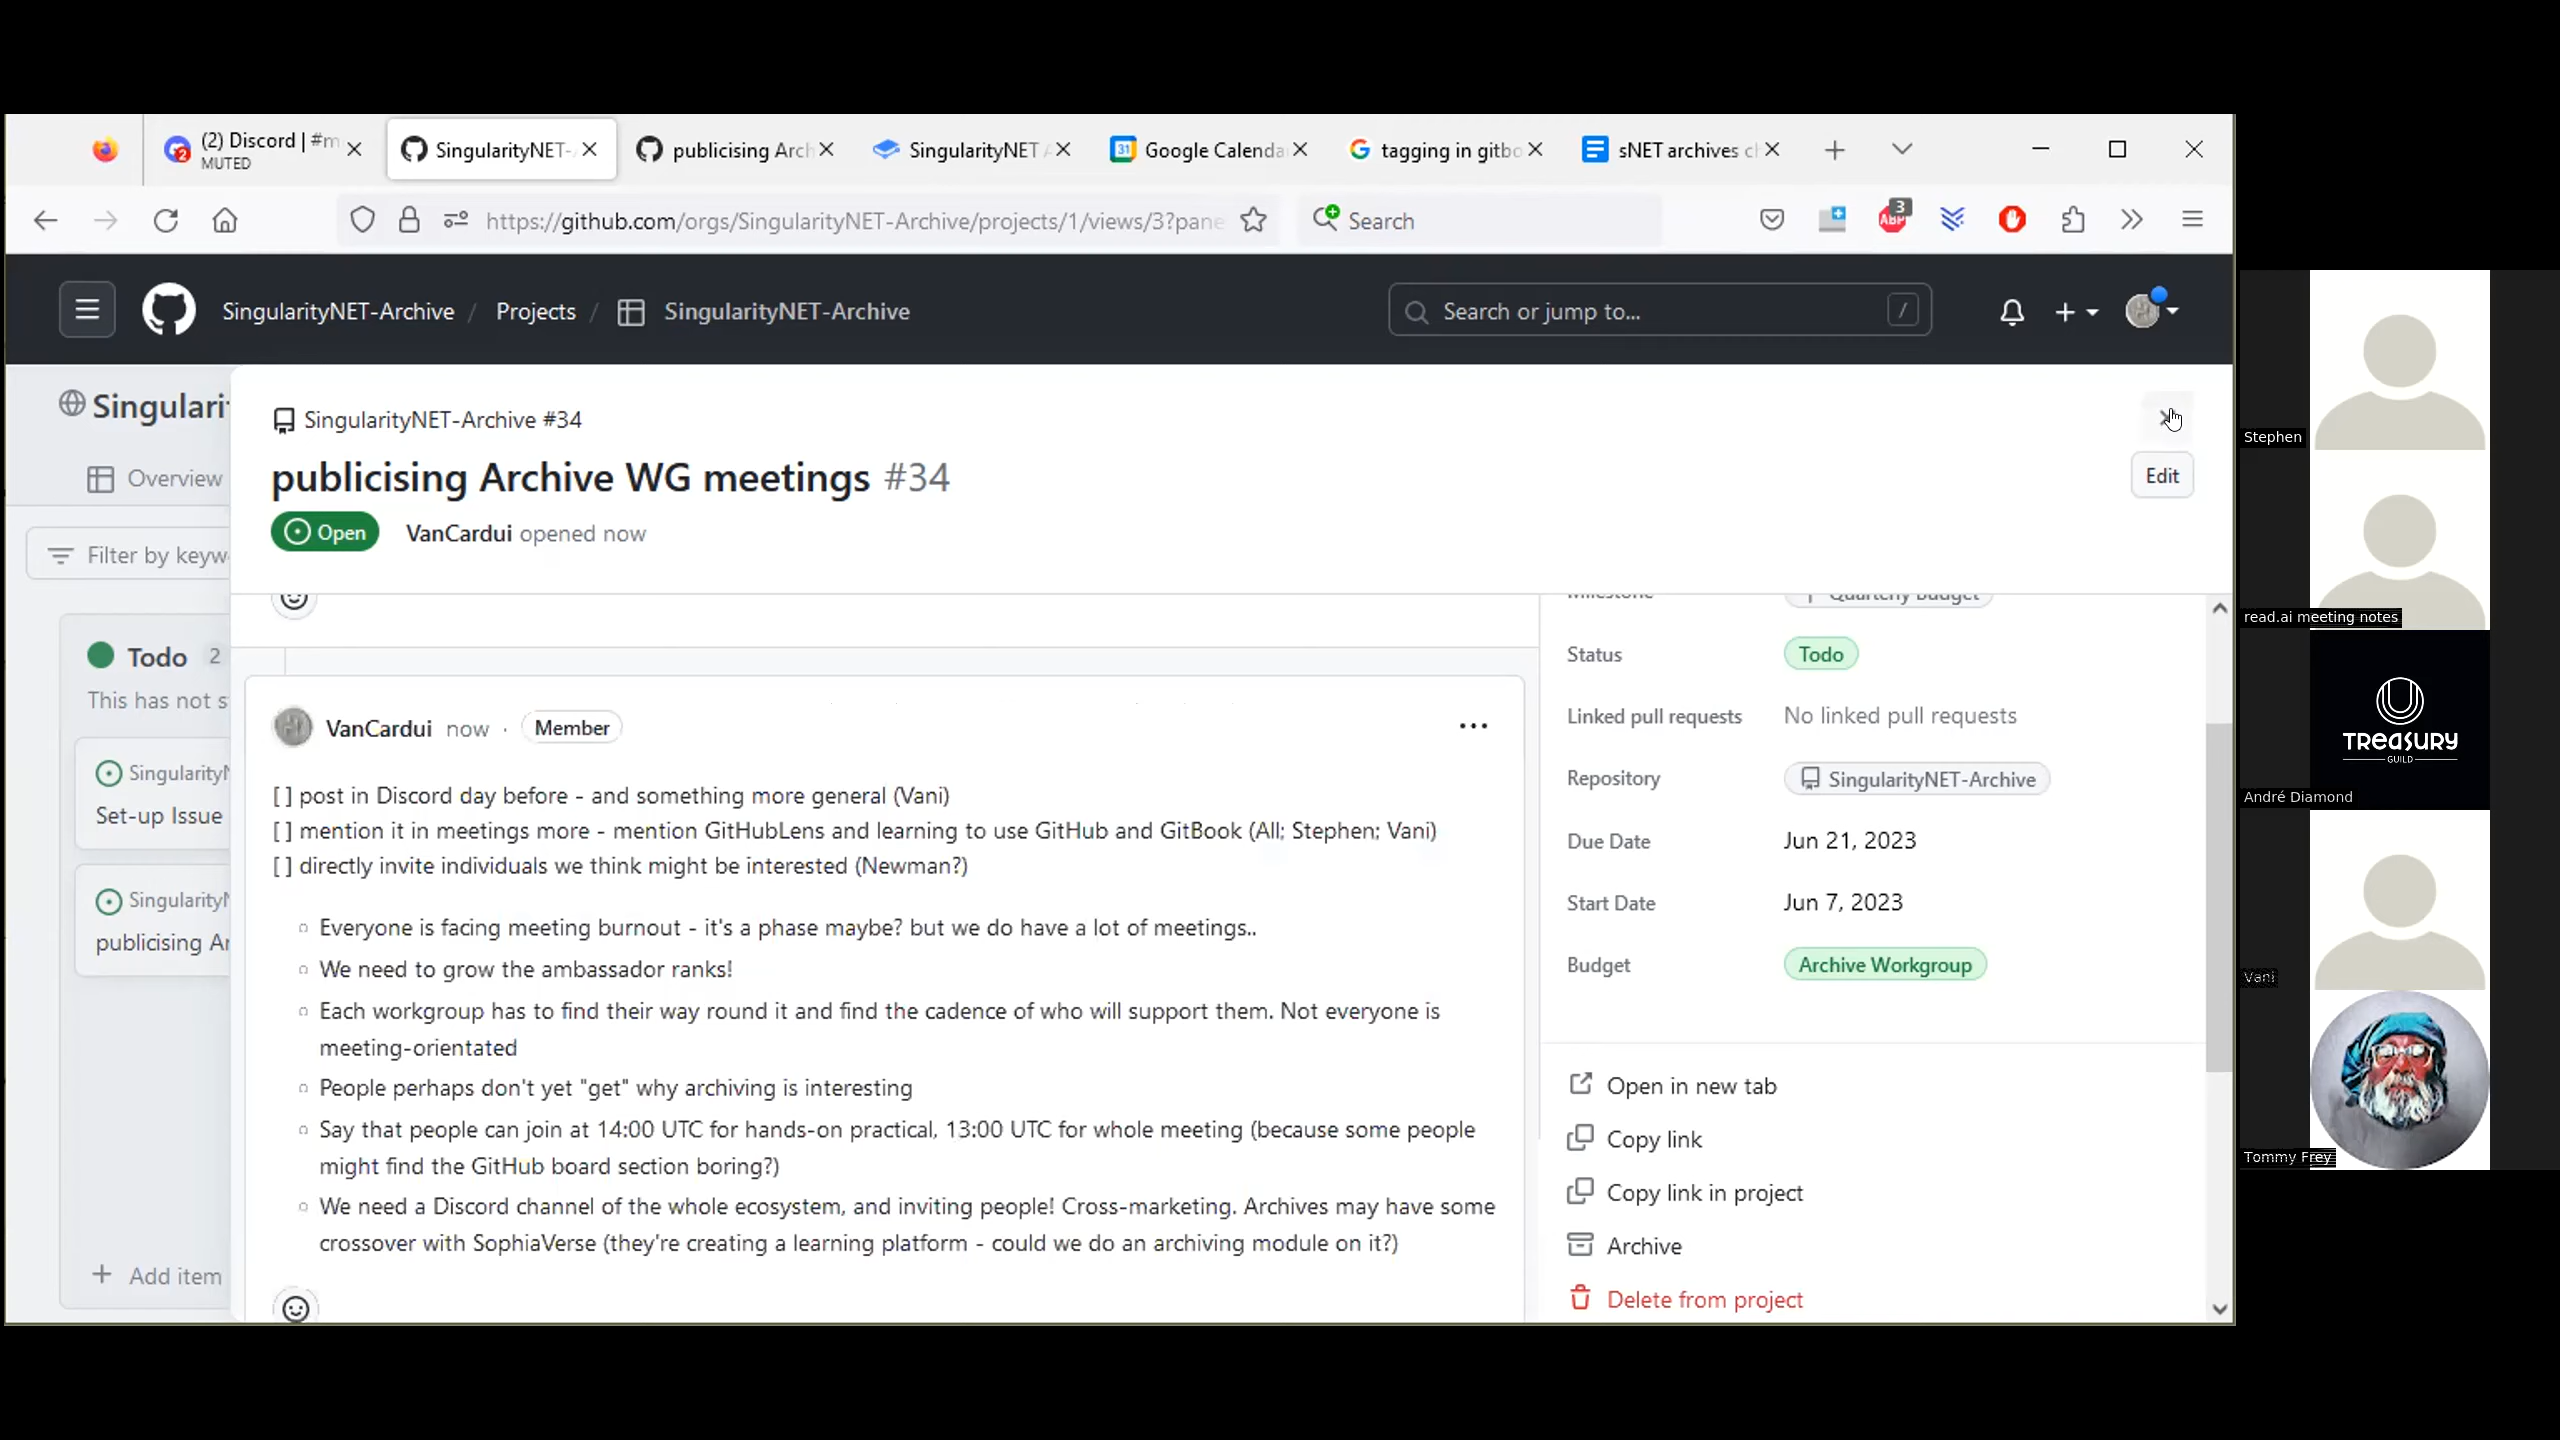 (2) Discord | #m
MUTED
SingularityNET-
publicising Arch
SingularityNET A
31
Google Calenda
tagging in gitbo
sNET archives c
https://github.com/orgs/SingularityNET-Archive/projects/1/views/3?pane
Search
ABP
3
SingularityNET-Archive / Projects / SingularityNET-Archive
Search or jump to...
/
Singulari
Overview
Filter by keyw
Todo 2
This has not s
Singularity
Set-up Issue
Singularity
publicising A
+ Add item
SingularityNET-Archive #34
publicising Archive WG meetings #34
Edit
Open
VanCardui opened now
VanCardui now · Member
[ ] post in Discord day before - and something more general (Vani)
[ ] mention it in meetings more - mention GitHubLens and learning to use GitHub and GitBook (All; Stephen; Vani)
[ ] directly invite individuals we think might be interested (Newman?)
Everyone is facing meeting burnout - it's a phase maybe? but we do have a lot of meetings..
We need to grow the ambassador ranks!
Each workgroup has to find their way round it and find the cadence of who will support them. Not everyone is
meeting-orientated
People perhaps don't yet "get" why archiving is interesting
Say that people can join at 14:00 UTC for hands-on practical, 13:00 UTC for whole meeting (because some people
might find the GitHub board section boring?)
We need a Discord channel of the whole ecosystem, and inviting people! Cross-marketing. Archives may have some
crossover with SophiaVerse (they're creating a learning platform - could we do an archiving module on it?)
Milestone Quarterly Budget
Status Todo
Linked pull requests No linked pull requests
Repository SingularityNET-Archive
Due Date Jun 21, 2023
Start Date Jun 7, 2023
Budget Archive Workgroup
Open in new tab
Copy link
Copy link in project
Archive
Delete from project
Stephen
read.ai meeting notes
TREASURY
GUILD
André Diamond
Vani
Tommy Frey